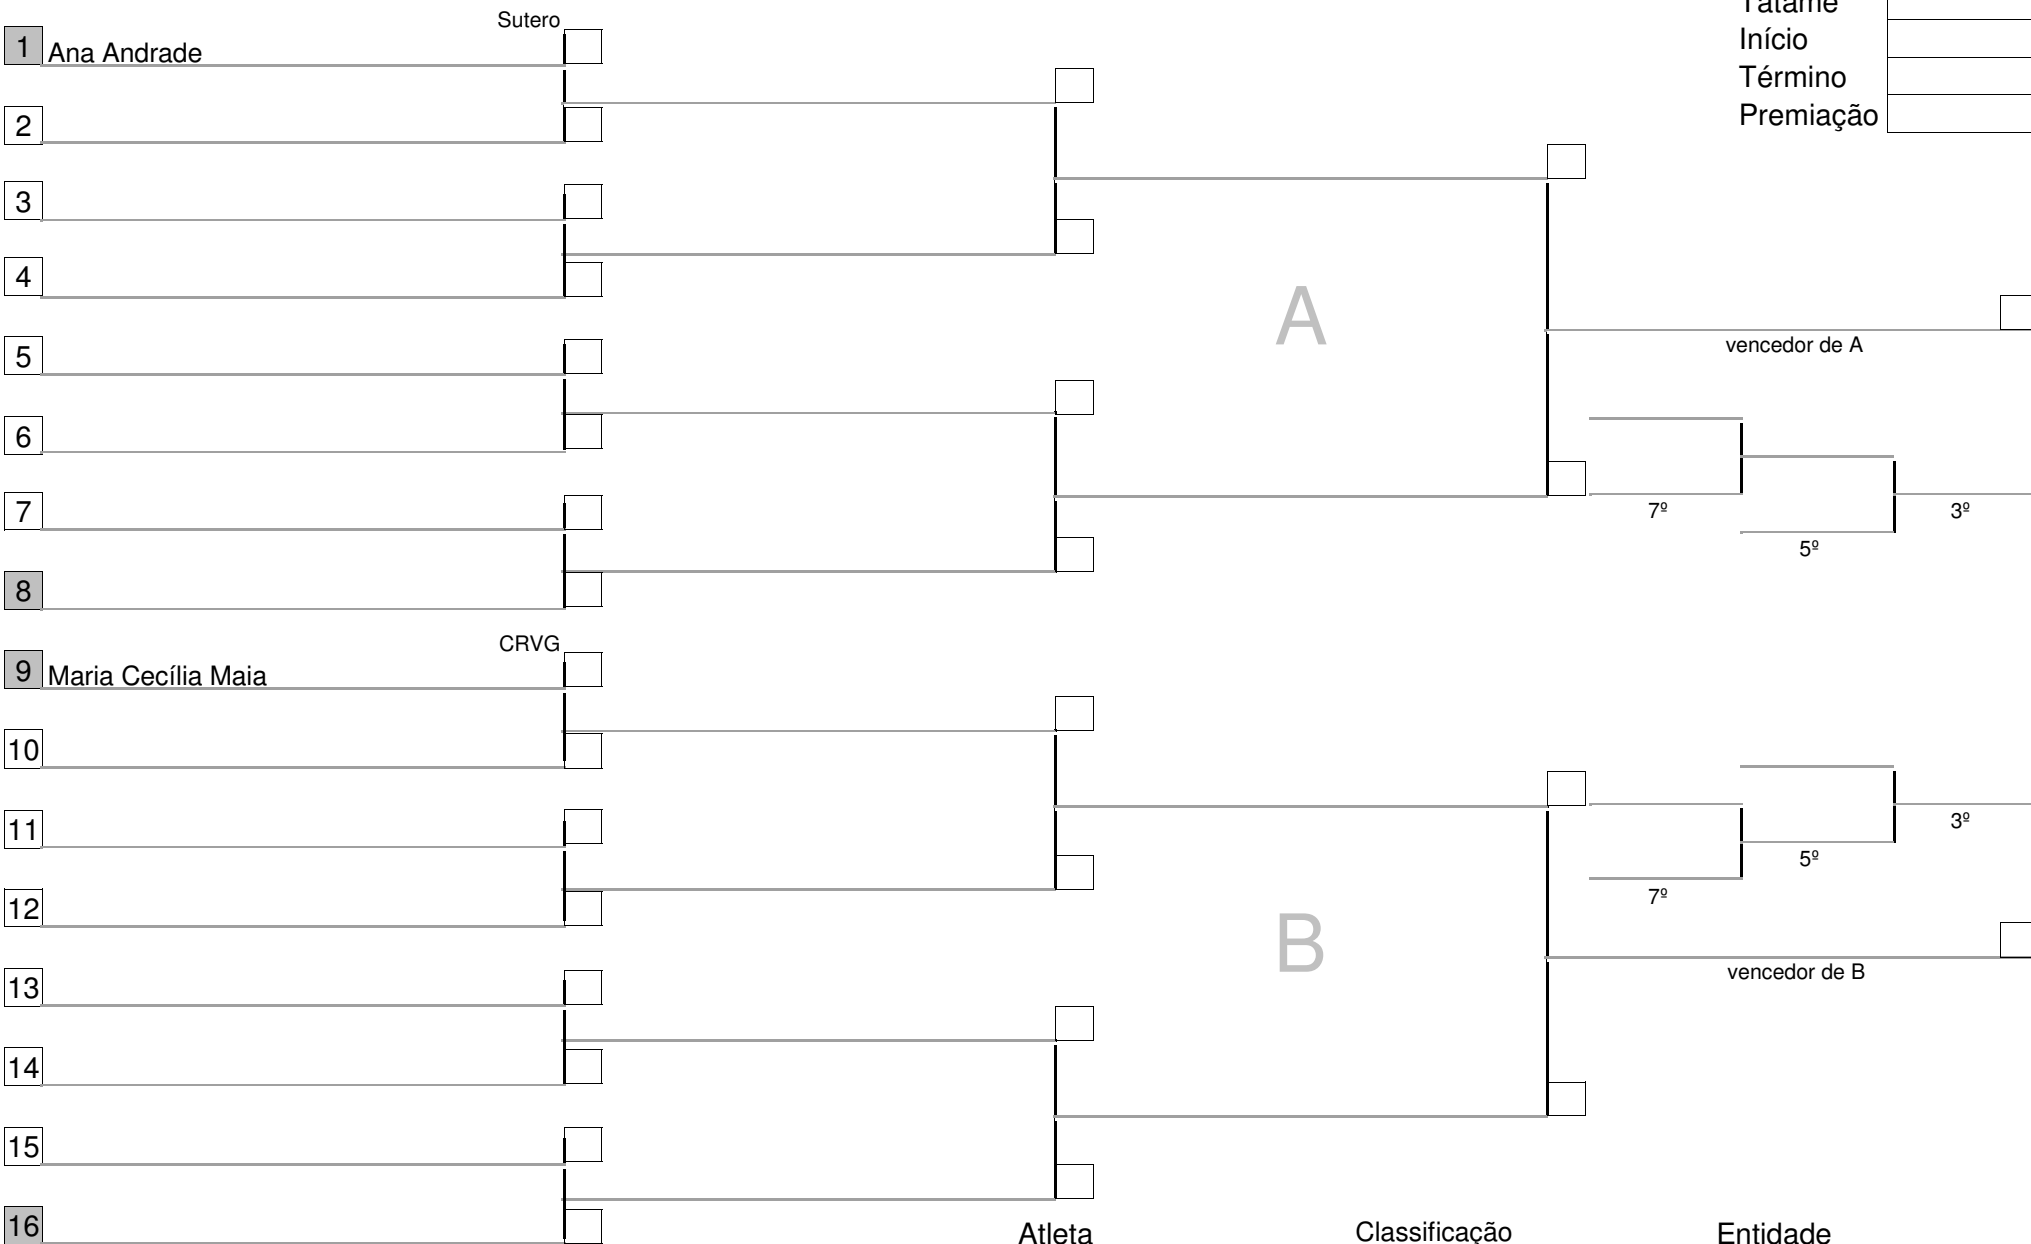 Sutero
1 Ana Andrade
2
3
4
5
6
7
8
CRVG
9 Maria Cecília Maia
10
11
12
13
14
15
16
A
B
Tatame
Início
Término
Premiação
vencedor de A
7º
5º
3º
3º
5º
7º
vencedor de B
Atleta Classificação Entidade